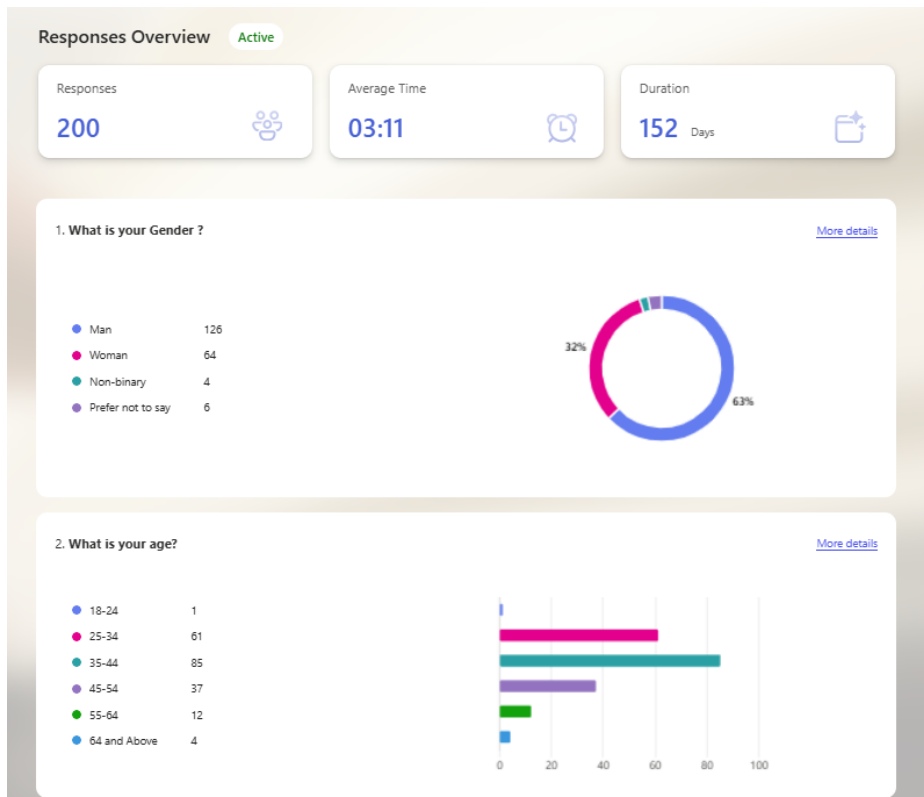 Responses Overview Active
Responses
200
Average Time
03:11
Duration
152 Days
1. What is your Gender ?
More details
Man 126
Woman 64
Non-binary 4
Prefer not to say 6
32%
63%
2. What is your age?
More details
18-24 1
25-34 61
35-44 85
45-54 37
55-64 12
64 and Above 4
0 20 40 60 80 100